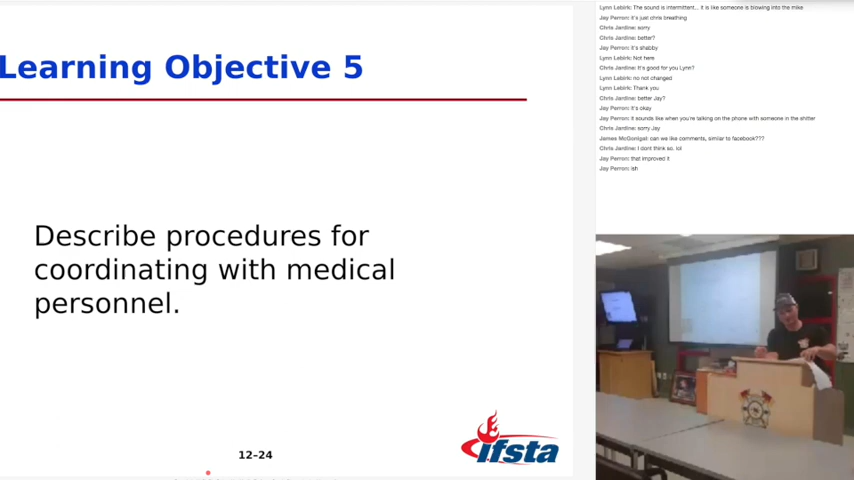 Learning Objective 5
Describe procedures for
coordinating with medical
personnel.
12–24
ifsta
Lynn Labirk: The sound is intermittent... it is like someone is blowing into the mike
Jay Perron: it's just chris breathing
Chris Jardine: sorry
Chris Jardine: better?
Jay Perron: it's shabby
Lynn Labirk: Not here
Chris Jardine: It's good for you Lynn?
Lynn Labirk: no not changed
Lynn Labirk: Thank you
Chris Jardine: better Jay?
Jay Perron: it's okay
Jay Perron: it sounds like when you're talking on the phone with someone in the shitter
Chris Jardine: sorry Jay
James McGonigal: can we like comments, similar to facebook???
Chris Jardine: I dont think so. lol
Jay Perron: that improved it
Jay Perron: ish